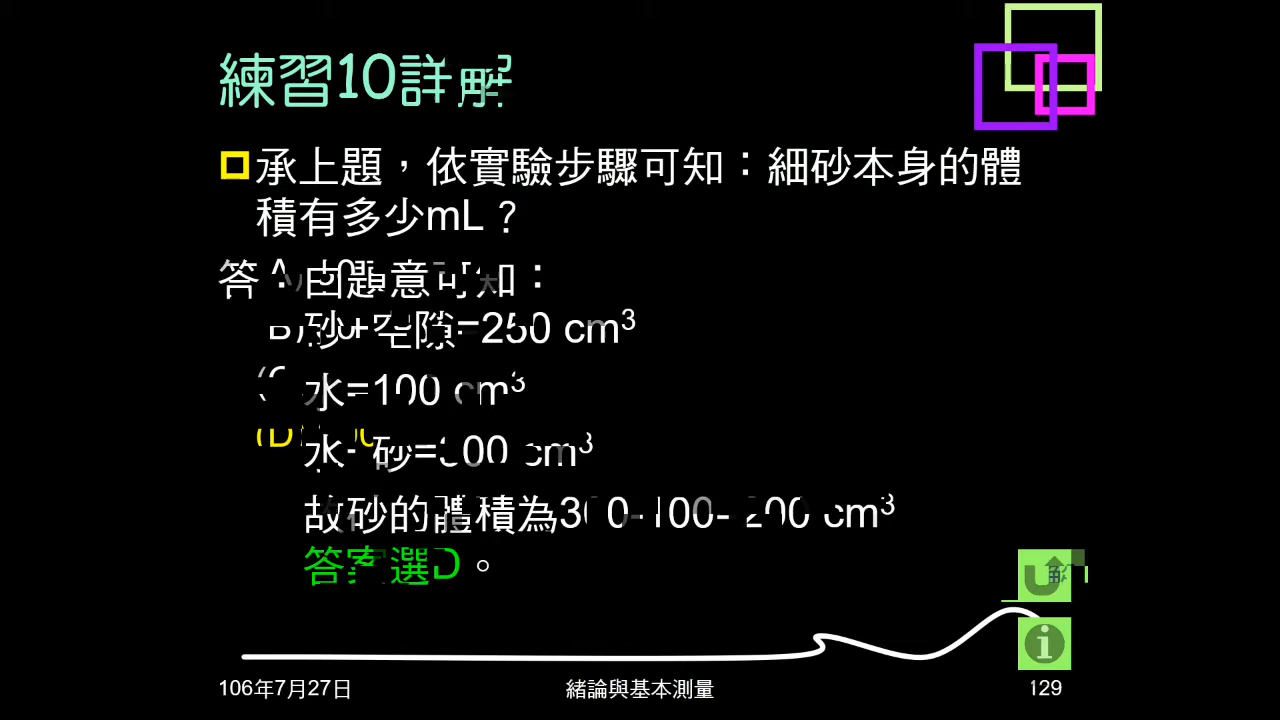 練習10詳解
承上題，依實驗步驟可知：細砂本身的體
積有多少mL？
答：由題意可知：
砂+空隙=250 cm³
水=100 cm³
水+砂=300 cm³
故砂的體積為300-100=200 cm³
答案選D。
106年7月27日
緒論與基本測量
129